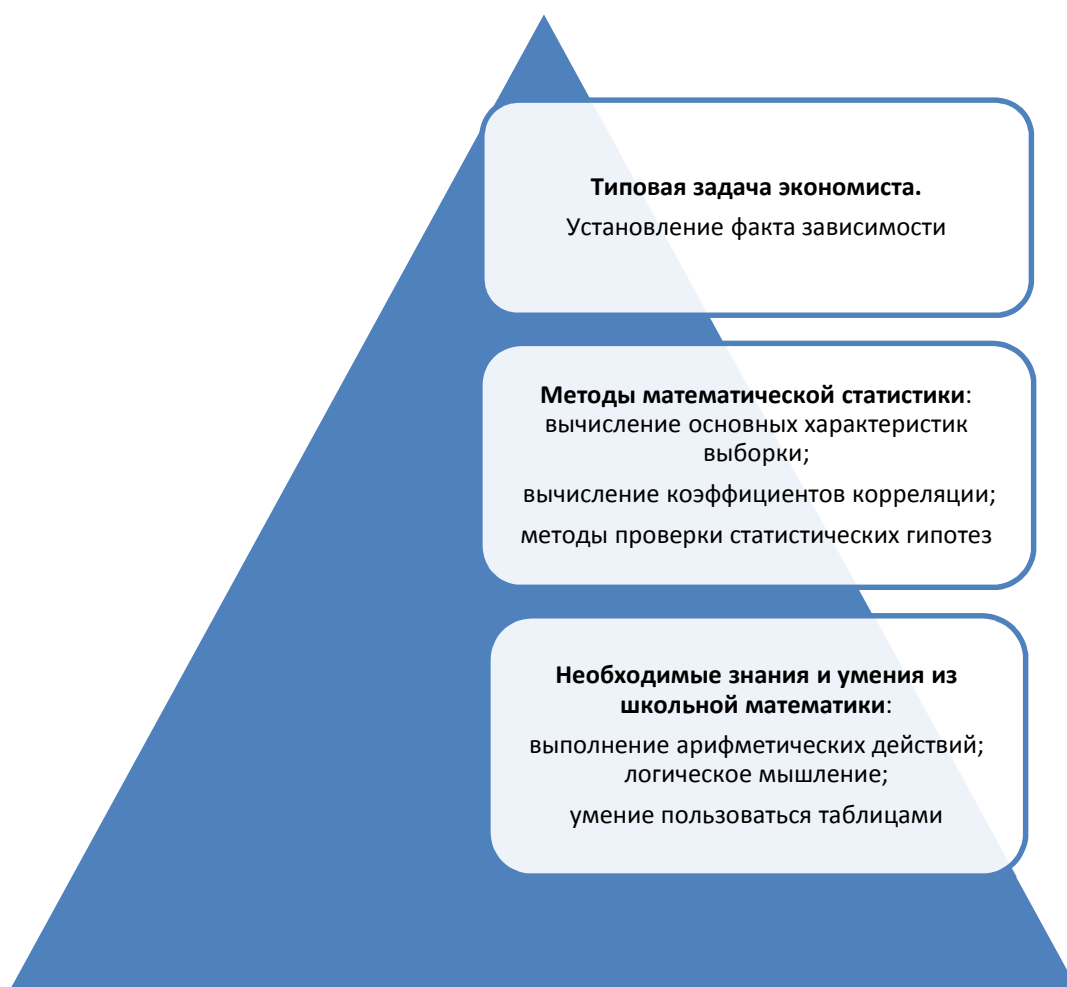 Типовая задача экономиста.
Установление факта зависимости
Методы математической статистики:
вычисление основных характеристик
выборки;
вычисление коэффициентов корреляции;
методы проверки статистических гипотез
Необходимые знания и умения из
школьной математики:
выполнение арифметических действий;
логическое мышление;
умение пользоваться таблицами